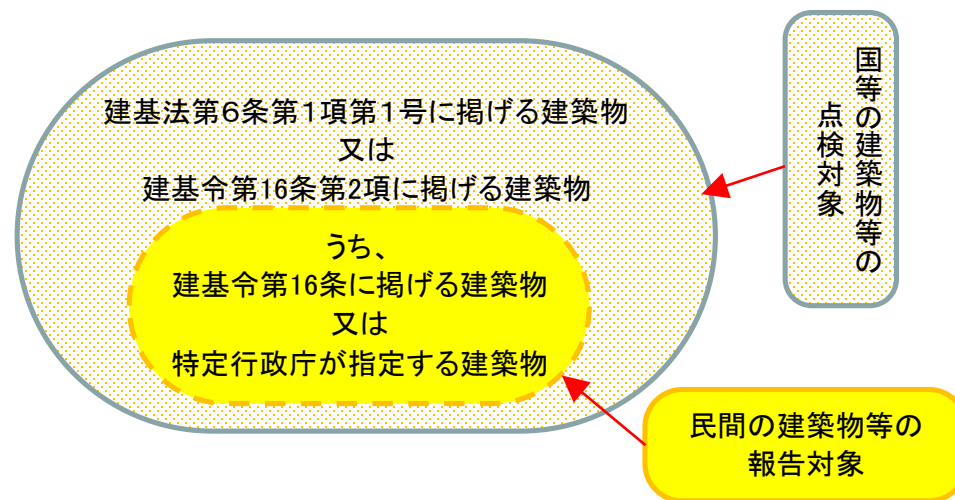 建基法第６条第１項第１号に掲げる建築物
又は
建基令第16条第2項に掲げる建築物
うち、
建基令第16条に掲げる建築物
又は
特定行政庁が指定する建築物
国等の建築物等の
点検対象
民間の建築物等の
報告対象